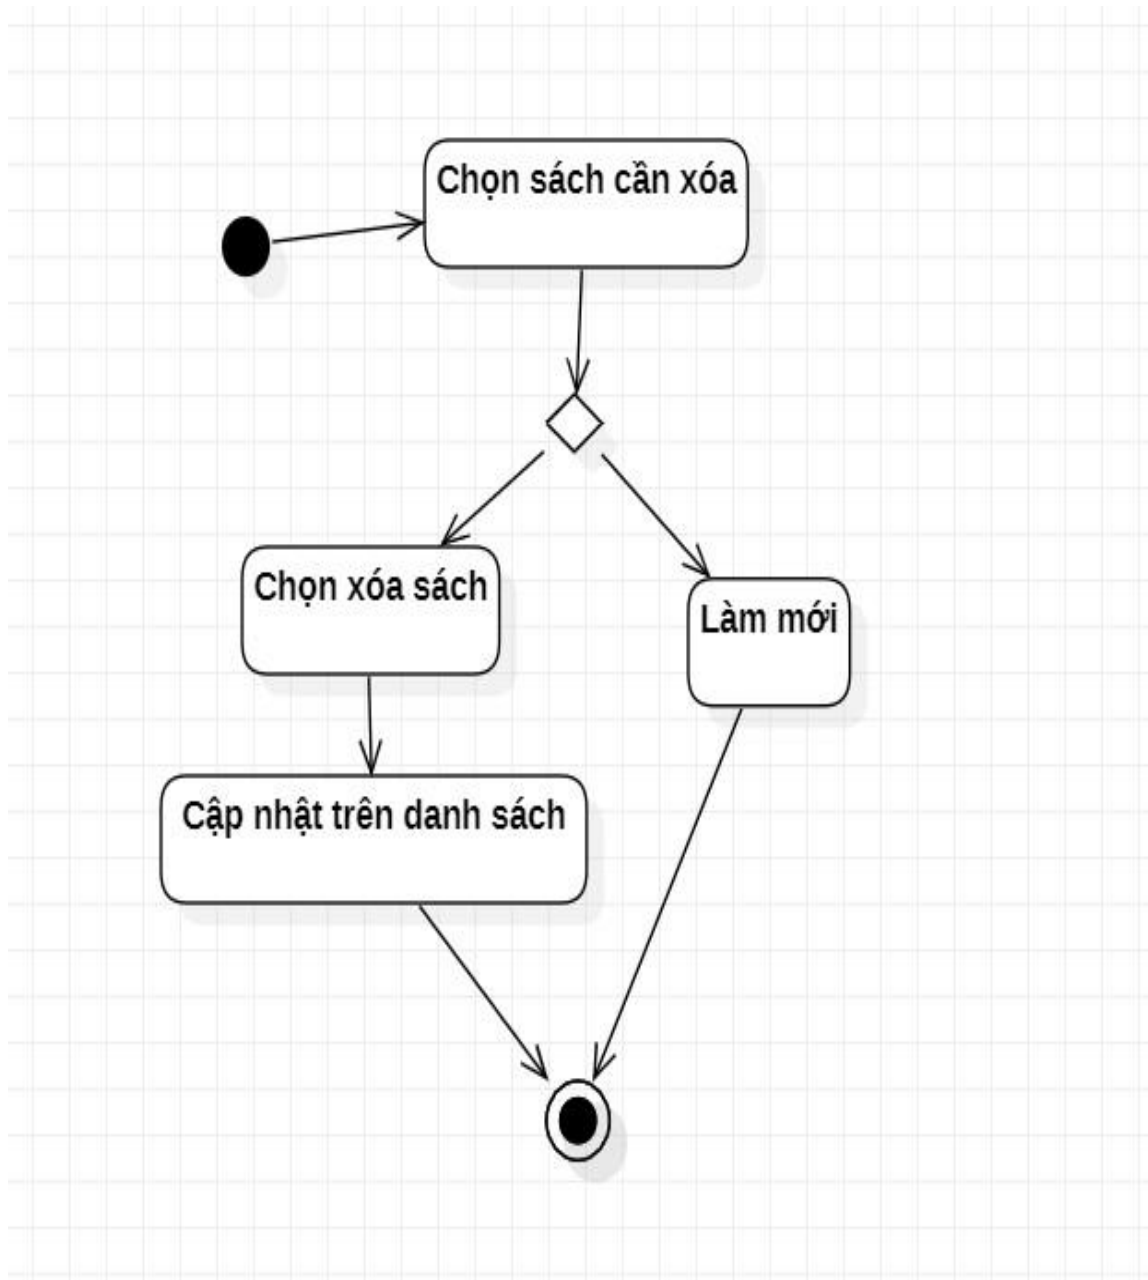 Chọn sách cần xóa
Chọn xóa sách
Làm mới
Cập nhật trên danh sách